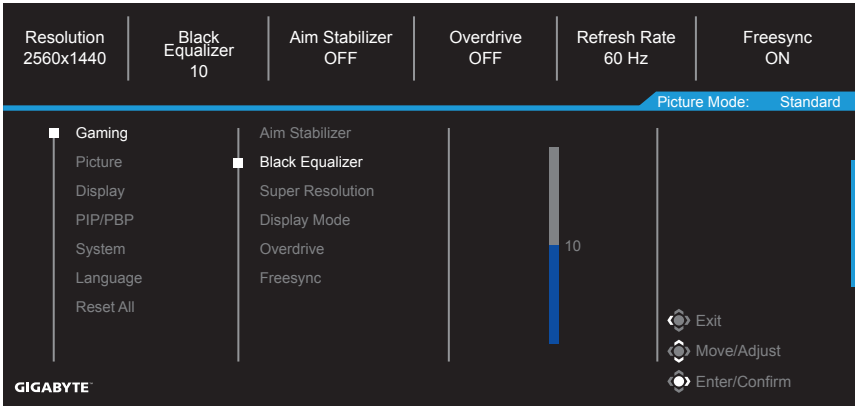 Resolution
2560x1440
Black
Equalizer
10
Aim Stabilizer
OFF
Overdrive
OFF
Refresh Rate
60 Hz
Freesync
ON
Picture Mode: Standard
Gaming
Picture
Display
PIP/PBP
System
Language
Reset All
Aim Stabilizer
Black Equalizer
Super Resolution
Display Mode
Overdrive
Freesync
10
Exit
Move/Adjust
Enter/Confirm
GIGABYTE™